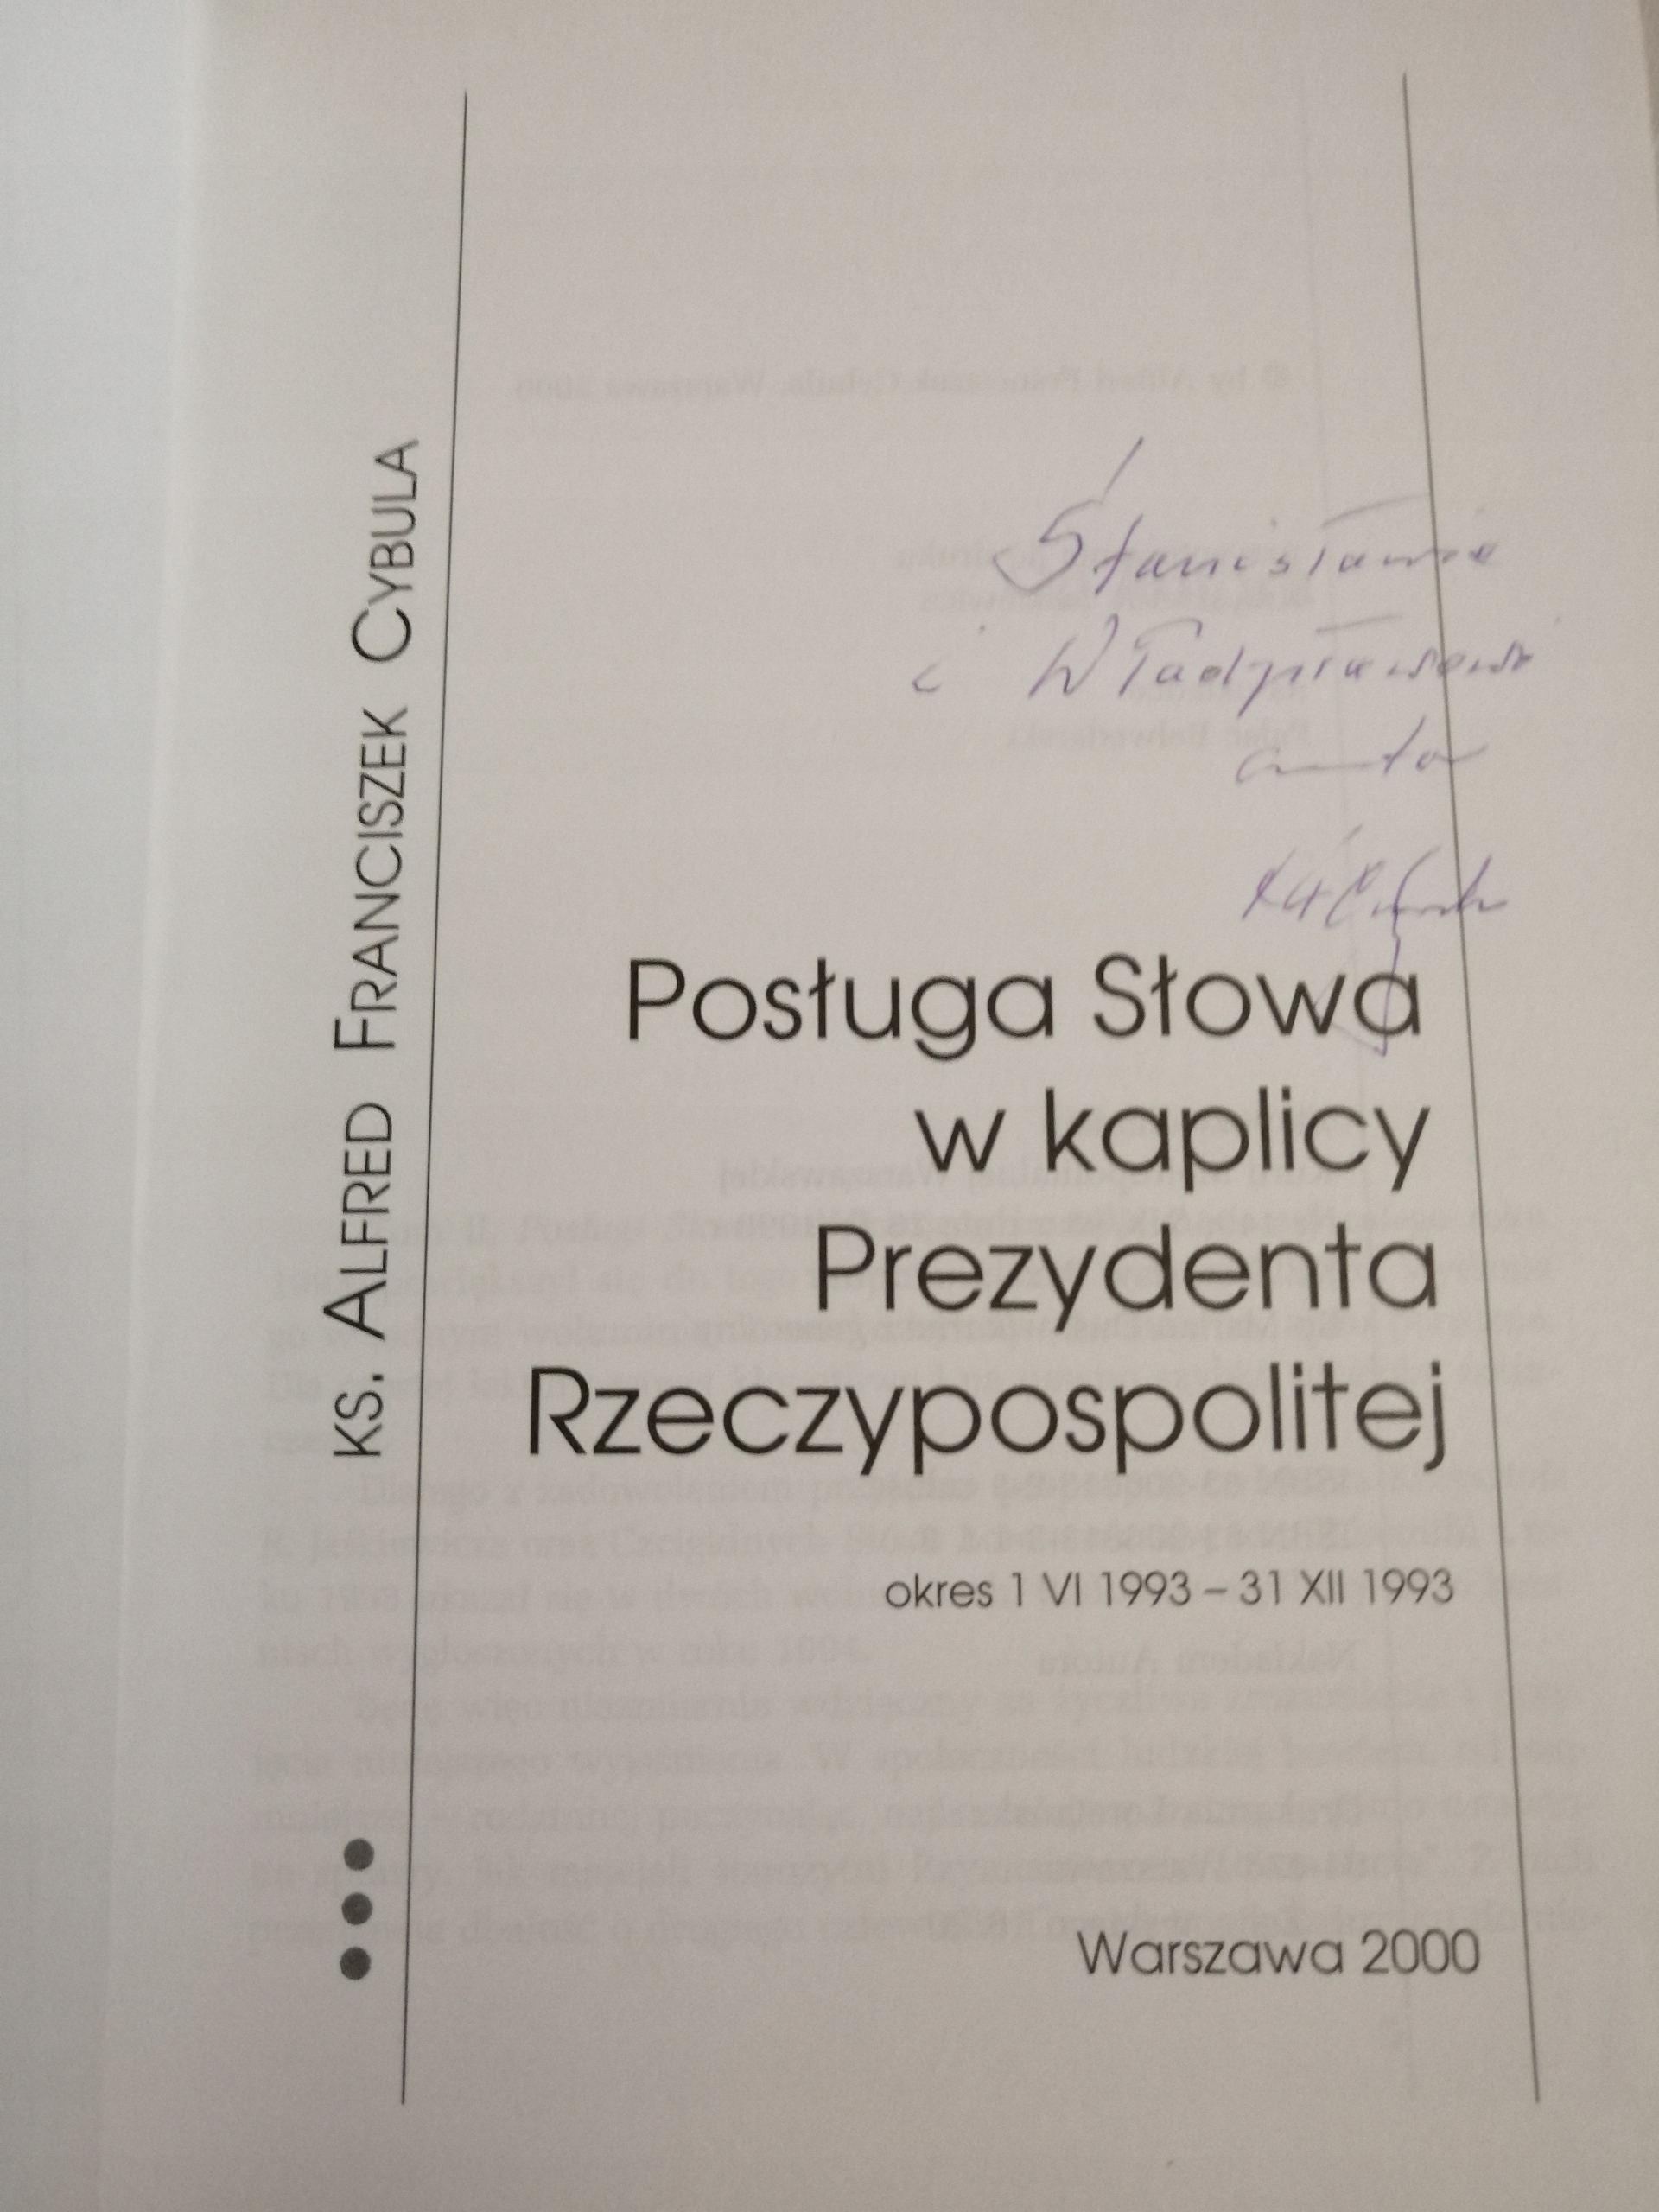 KS. ALFRED FRANCISZEK CYBULA
Stanisławie
i Władysławowi
autor
Posługa Słowa
w kaplicy
Prezydenta
Rzeczypospolitej
okres 1 VI 1993 – 31 XII 1993
Warszawa 2000